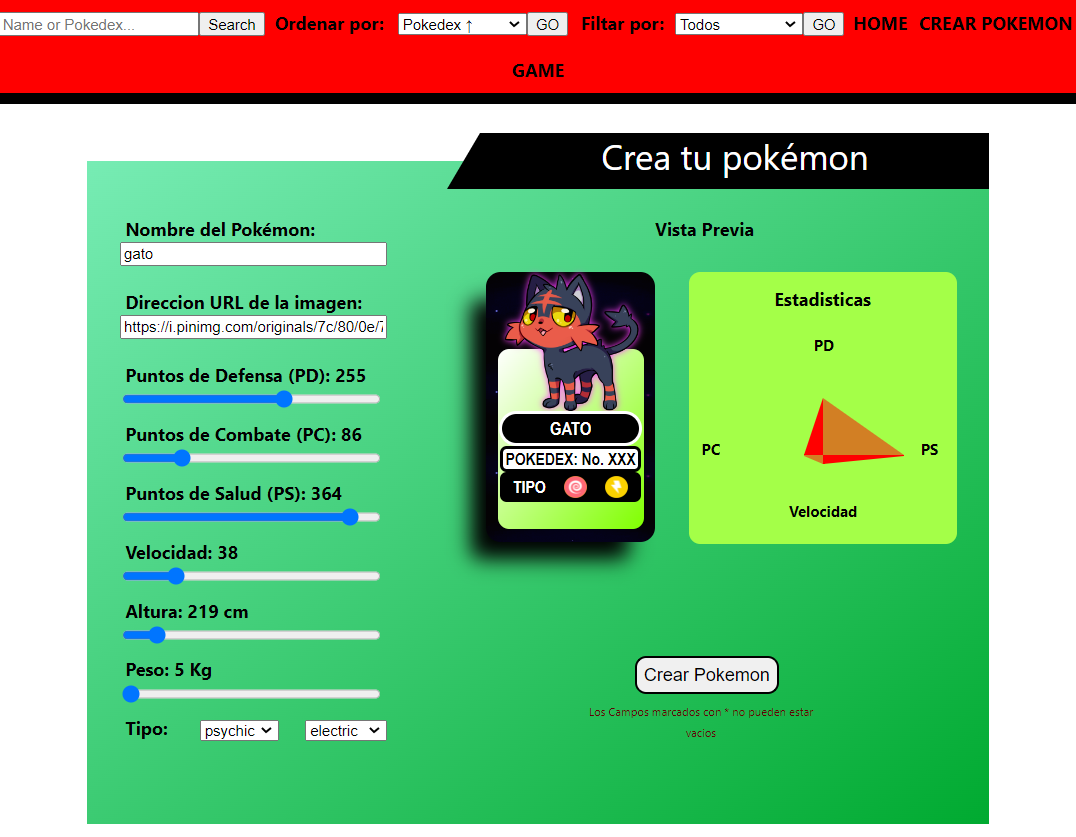 Name or Pokedex... Search Ordenar por: Pokedex ↑ GO Filtar por: Todos GO HOME CREAR POKEMON
GAME
Crea tu pokémon
Nombre del Pokémon:
gato
Direccion URL de la imagen:
https://i.pinimg.com/originals/7c/80/0e/
Puntos de Defensa (PD): 255
Puntos de Combate (PC): 86
Puntos de Salud (PS): 364
Velocidad: 38
Altura: 219 cm
Peso: 5 Kg
Tipo: psychic electric
Vista Previa
GATO
POKEDEX: No. XXX
TIPO
Estadisticas
PD
PC PS
Velocidad
Crear Pokemon
Los Campos marcados con * no pueden estar
vacios